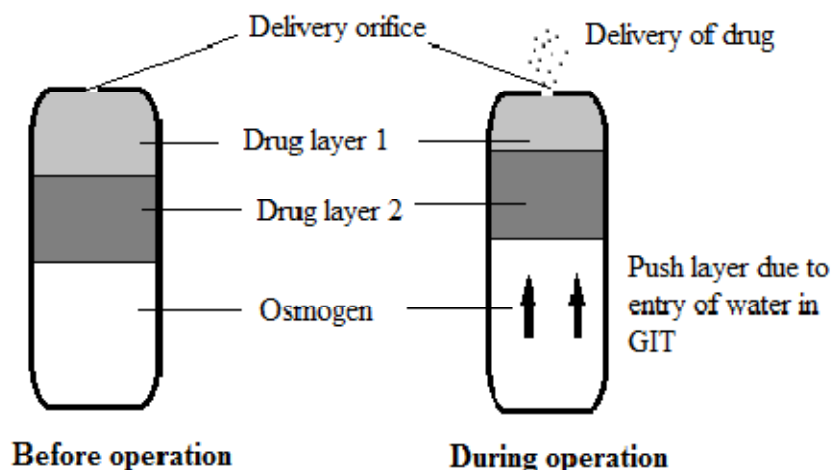 Delivery orifice
Delivery of drug
Drug layer 1
Drug layer 2
Osmogen
Push layer due to
entry of water in
GIT
Before operation
During operation